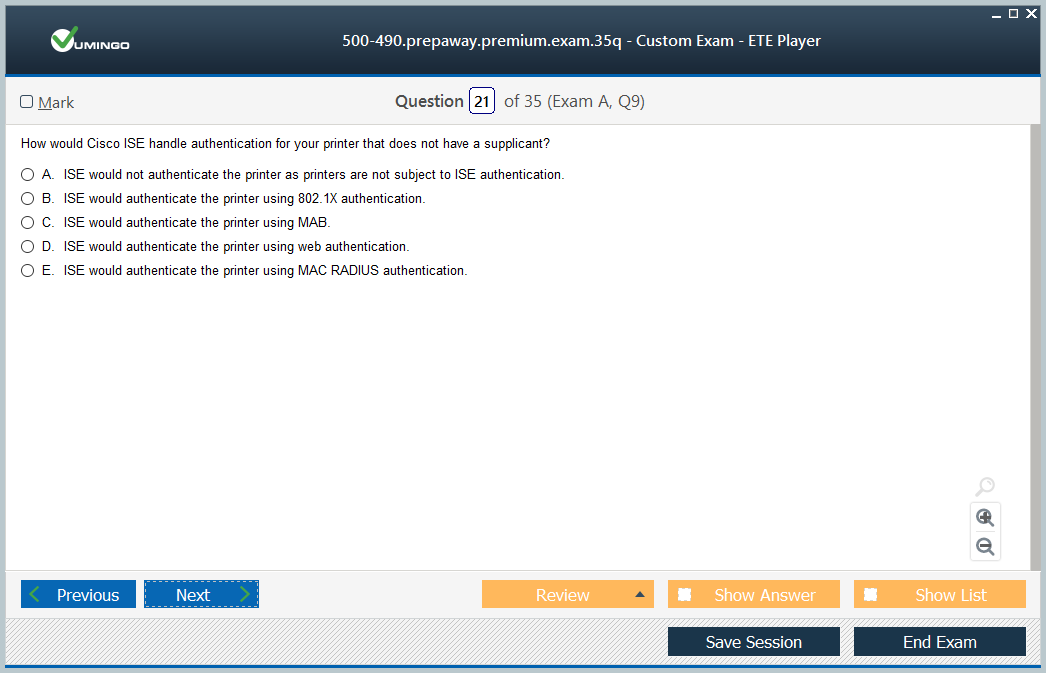 VUMINGO
500-490.prepaway.premium.exam.35q - Custom Exam - ETE Player
Mark
Question 21 of 35 (Exam A, Q9)
How would Cisco ISE handle authentication for your printer that does not have a supplicant?
A. ISE would not authenticate the printer as printers are not subject to ISE authentication.
B. ISE would authenticate the printer using 802.1X authentication.
C. ISE would authenticate the printer using MAB.
D. ISE would authenticate the printer using web authentication.
E. ISE would authenticate the printer using MAC RADIUS authentication.
Previous
Next
Review
Show Answer
Show List
Save Session
End Exam